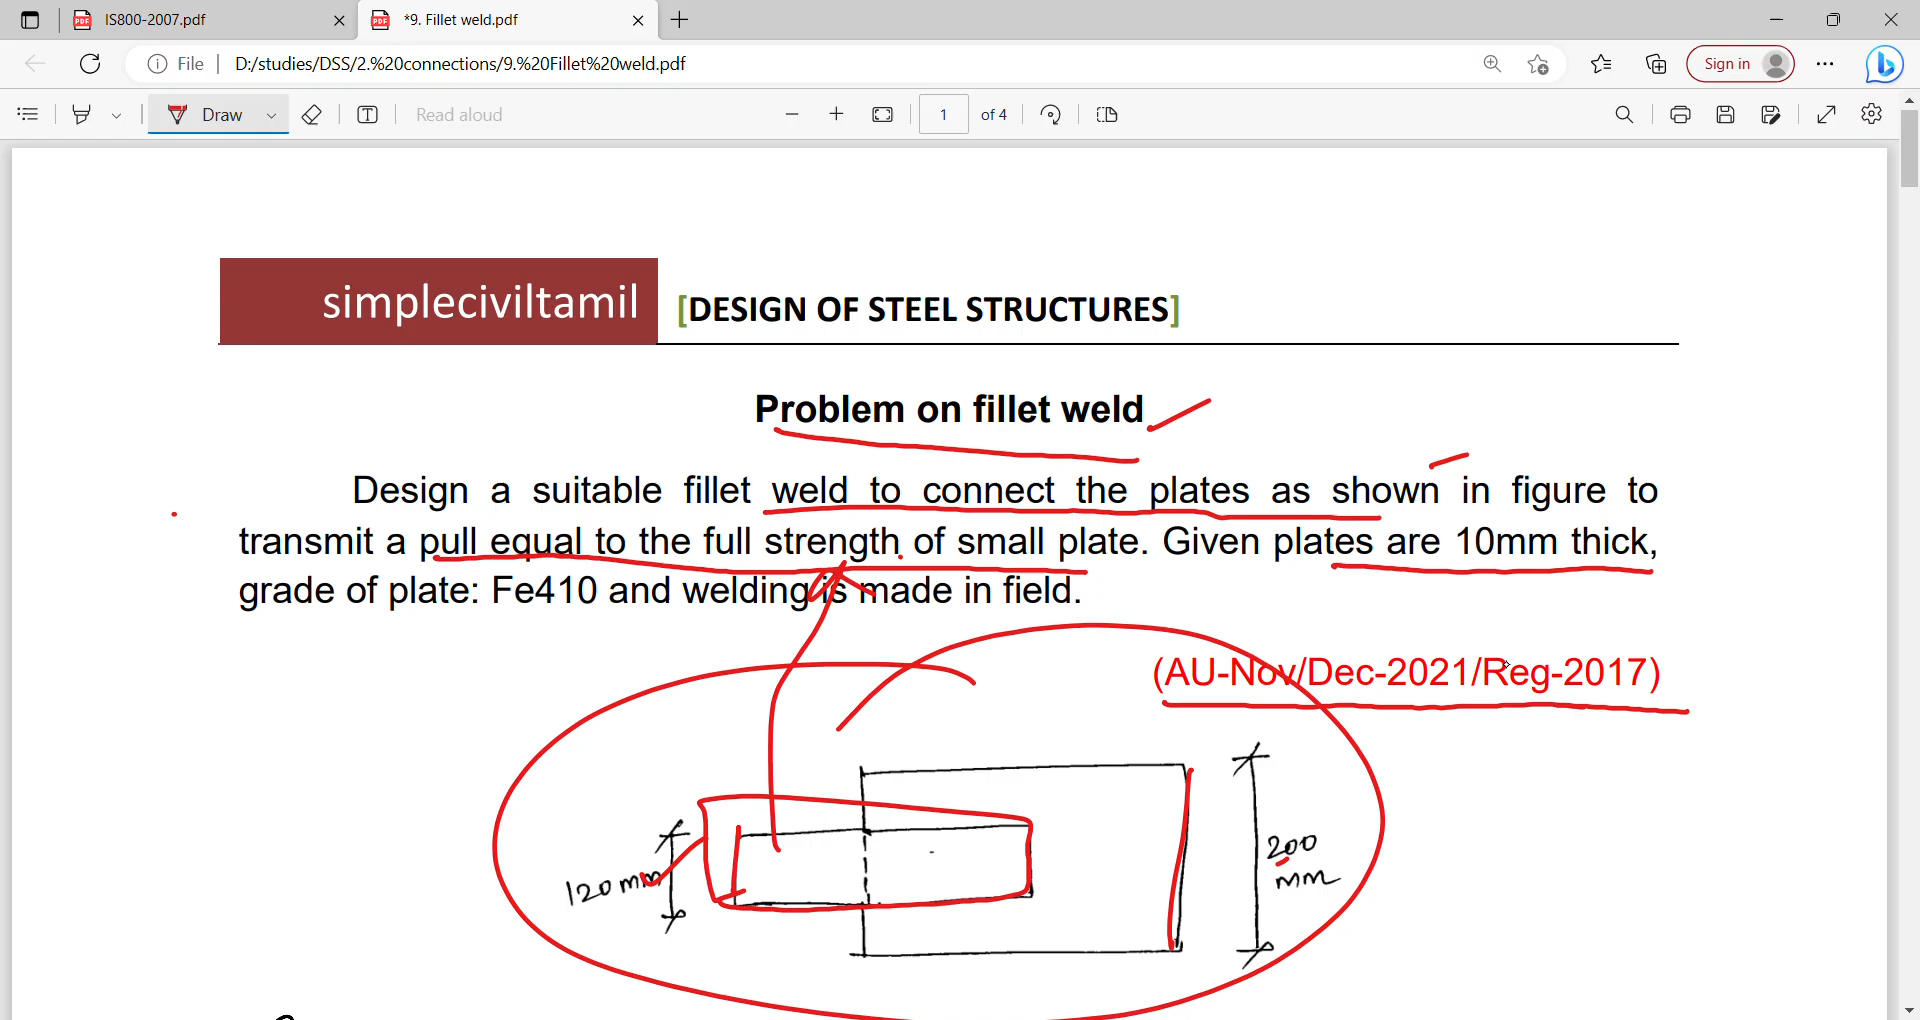 IS800-2007.pdf
*9. Fillet weld.pdf
File
D:/studies/DSS/2.%20connections/9.%20Fillet%20weld.pdf
Sign in
Draw
Read aloud
1
of 4
simpleciviltamil
[DESIGN OF STEEL STRUCTURES]
Problem on fillet weld
Design a suitable fillet weld to connect the plates as shown in figure to
transmit a pull equal to the full strength of small plate. Given plates are 10mm thick,
grade of plate: Fe410 and welding is made in field.
(AU-Nov/Dec-2021/Reg-2017)
120 mm
200
mm